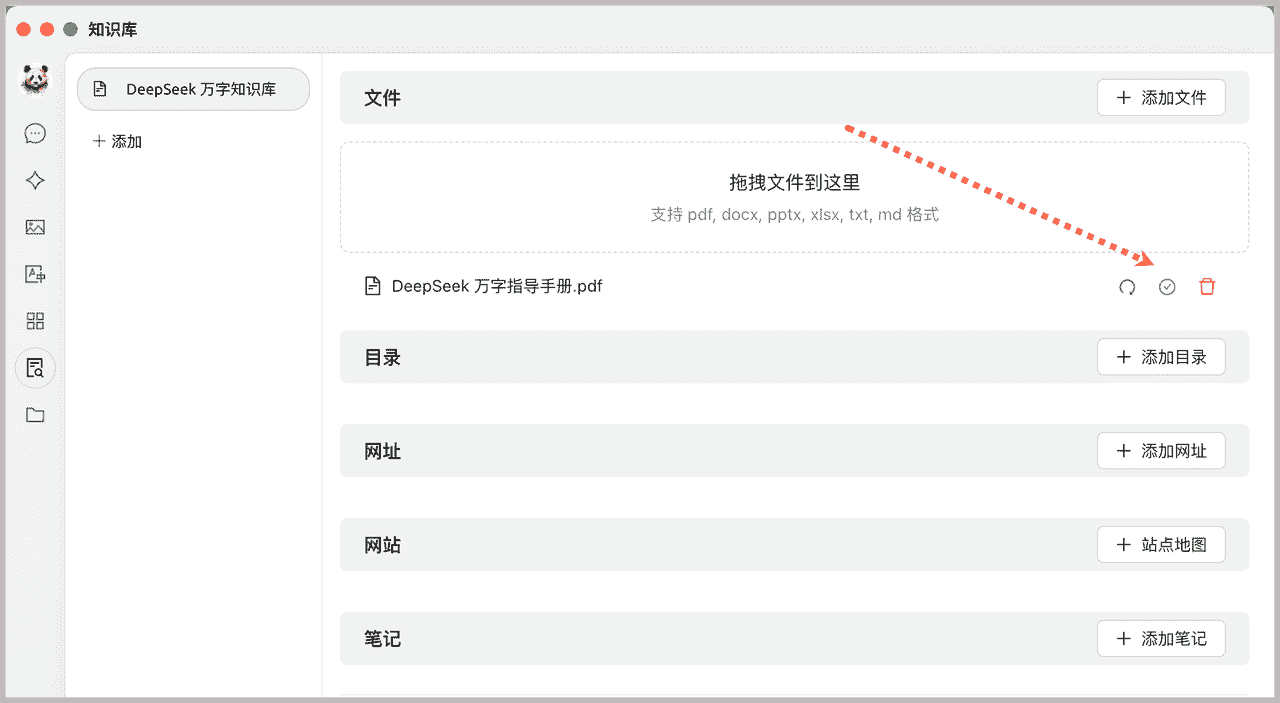 知识库
DeepSeek 万字知识库
添加
文件
添加文件
拖拽文件到这里
支持 pdf, docx, pptx, xlsx, txt, md 格式
DeepSeek 万字指导手册.pdf
目录
添加目录
网址
添加网址
网站
站点地图
笔记
添加笔记